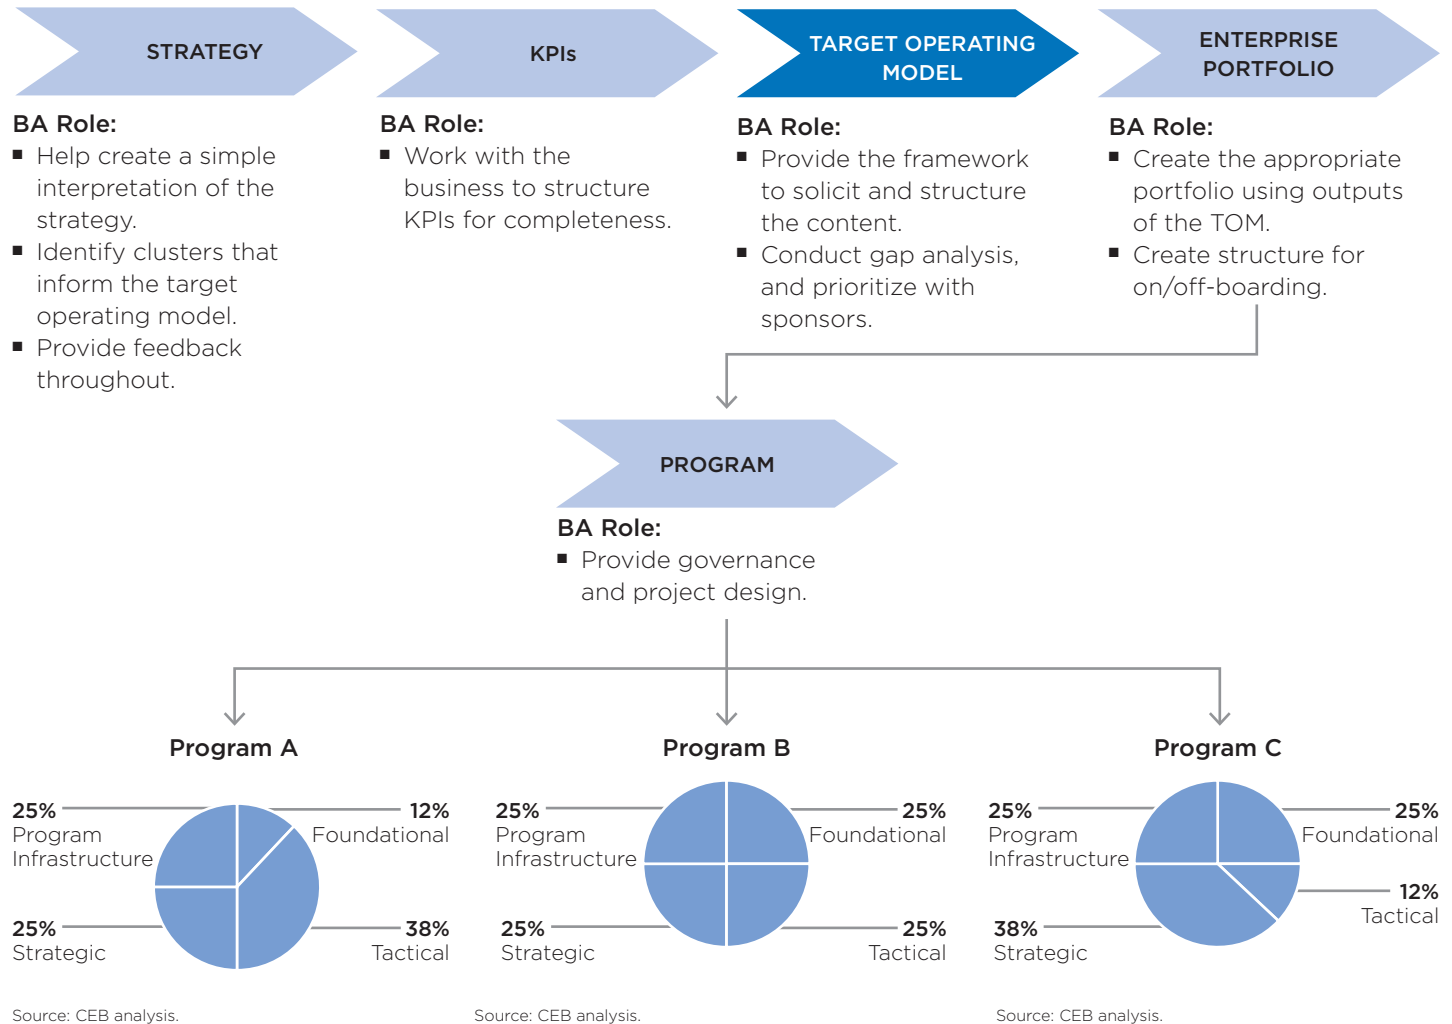 STRATEGY
KPIs
TARGET OPERATING
MODEL
ENTERPRISE
PORTFOLIO
BA Role:
▪ Help create a simple
interpretation of the
strategy.
▪ Identify clusters that
inform the target
operating model.
▪ Provide feedback
throughout.
BA Role:
▪ Work with the
business to structure
KPIs for completeness.
BA Role:
▪ Provide the framework
to solicit and structure
the content.
▪ Conduct gap analysis,
and prioritize with
sponsors.
BA Role:
▪ Create the appropriate
portfolio using outputs
of the TOM.
▪ Create structure for
on/off-boarding.
PROGRAM
BA Role:
▪ Provide governance
and project design.
Program A
25%
Program
Infrastructure
12%
Foundational
25%
Strategic
38%
Tactical
Source: CEB analysis.
Program B
25%
Program
Infrastructure
25%
Foundational
25%
Strategic
25%
Tactical
Source: CEB analysis.
Program C
25%
Program
Infrastructure
25%
Foundational
12%
Tactical
38%
Strategic
Source: CEB analysis.